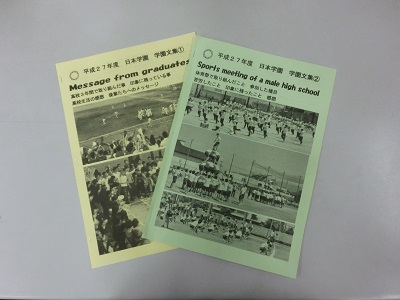 平成27年度 日本学園 学園文集①
Message from graduates
高校3年間で取り組んだ事 印象に残っている事
高校生活の感想 後輩たちへのメッセージ
平成27年度 日本学園 学園文集②
Sports meeting of a male high school
体育祭で取り組んだこと 参加した種目
苦労したこと 印象に残ったこと 感想